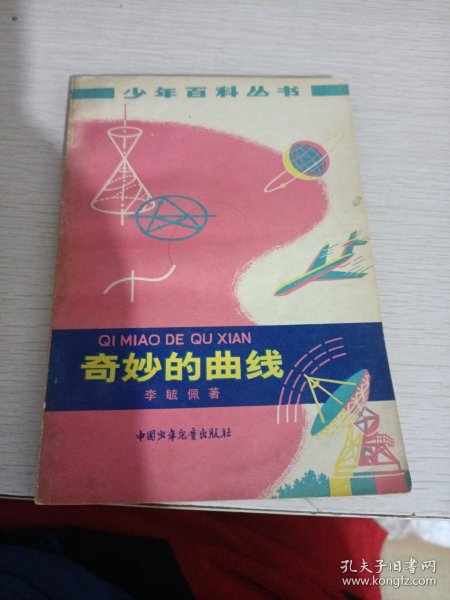 少年百科丛书
QI MIAO DE QU XIAN
奇妙的曲线
李毓佩著
中国少年儿童出版社
孔夫子旧书网
www.kongfz.com